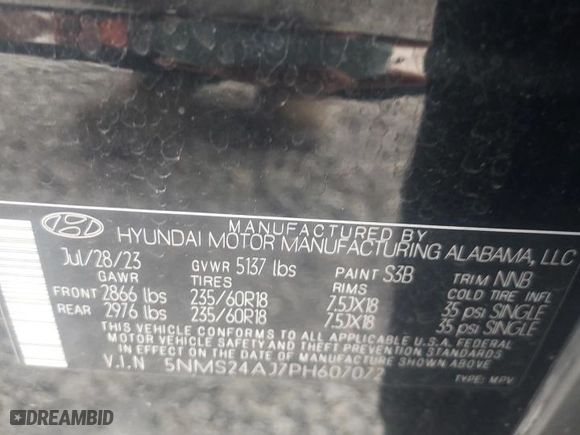 MANUFACTURED BY
HYUNDAI MOTOR MANUFACTURING ALABAMA, LLC
Jul/28/23 GVWR 5137 lbs PAINT S3B TRIM NNB
GAWR TIRES RIMS COLD TIRE INFL
FRONT 2866 lbs 235/60R18 7.5JX18 35 psi SINGLE
REAR 2976 lbs 235/60R18 7.5JX18 35 psi SINGLE
THIS VEHICLE CONFORMS TO ALL APPLICABLE U.S.A. FEDERAL
MOTOR VEHICLE SAFETY AND THEFT PREVENTION STANDARDS
IN EFFECT ON THE DATE OF MANUFACTURE SHOWN ABOVE
V.I.N 5NMS24AJ7PH607072 TYPE: MPV
DREAMBID